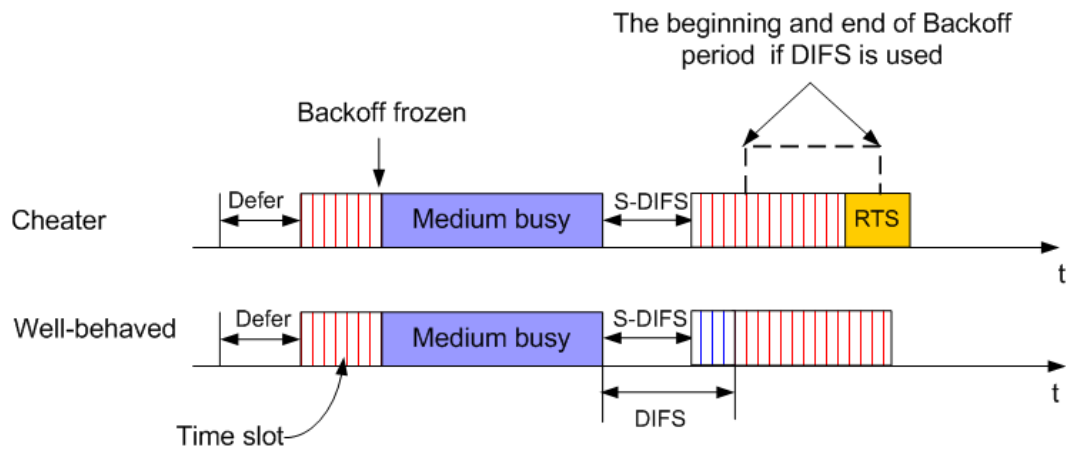 The beginning and end of Backoff
period if DIFS is used
Backoff frozen
Cheater
Defer
Medium busy
S-DIFS
RTS
t
Well-behaved
Defer
Medium busy
S-DIFS
t
DIFS
Time slot